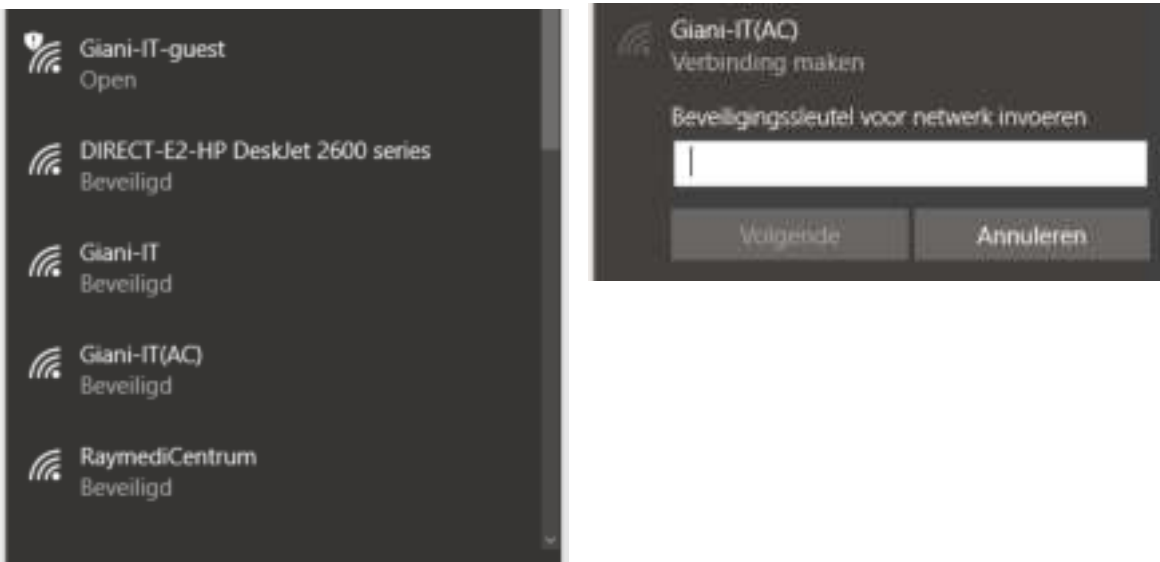 Giani-IT-guest
Open
DIRECT-E2-HP DeskJet 2600 series
Beveiligd
Giani-IT
Beveiligd
Giani-IT(AC)
Beveiligd
RaymediCentrum
Beveiligd
Giani-IT(AC)
Verbinding maken
Beveiligingssleutel voor netwerk invoeren
Volgende
Annuleren